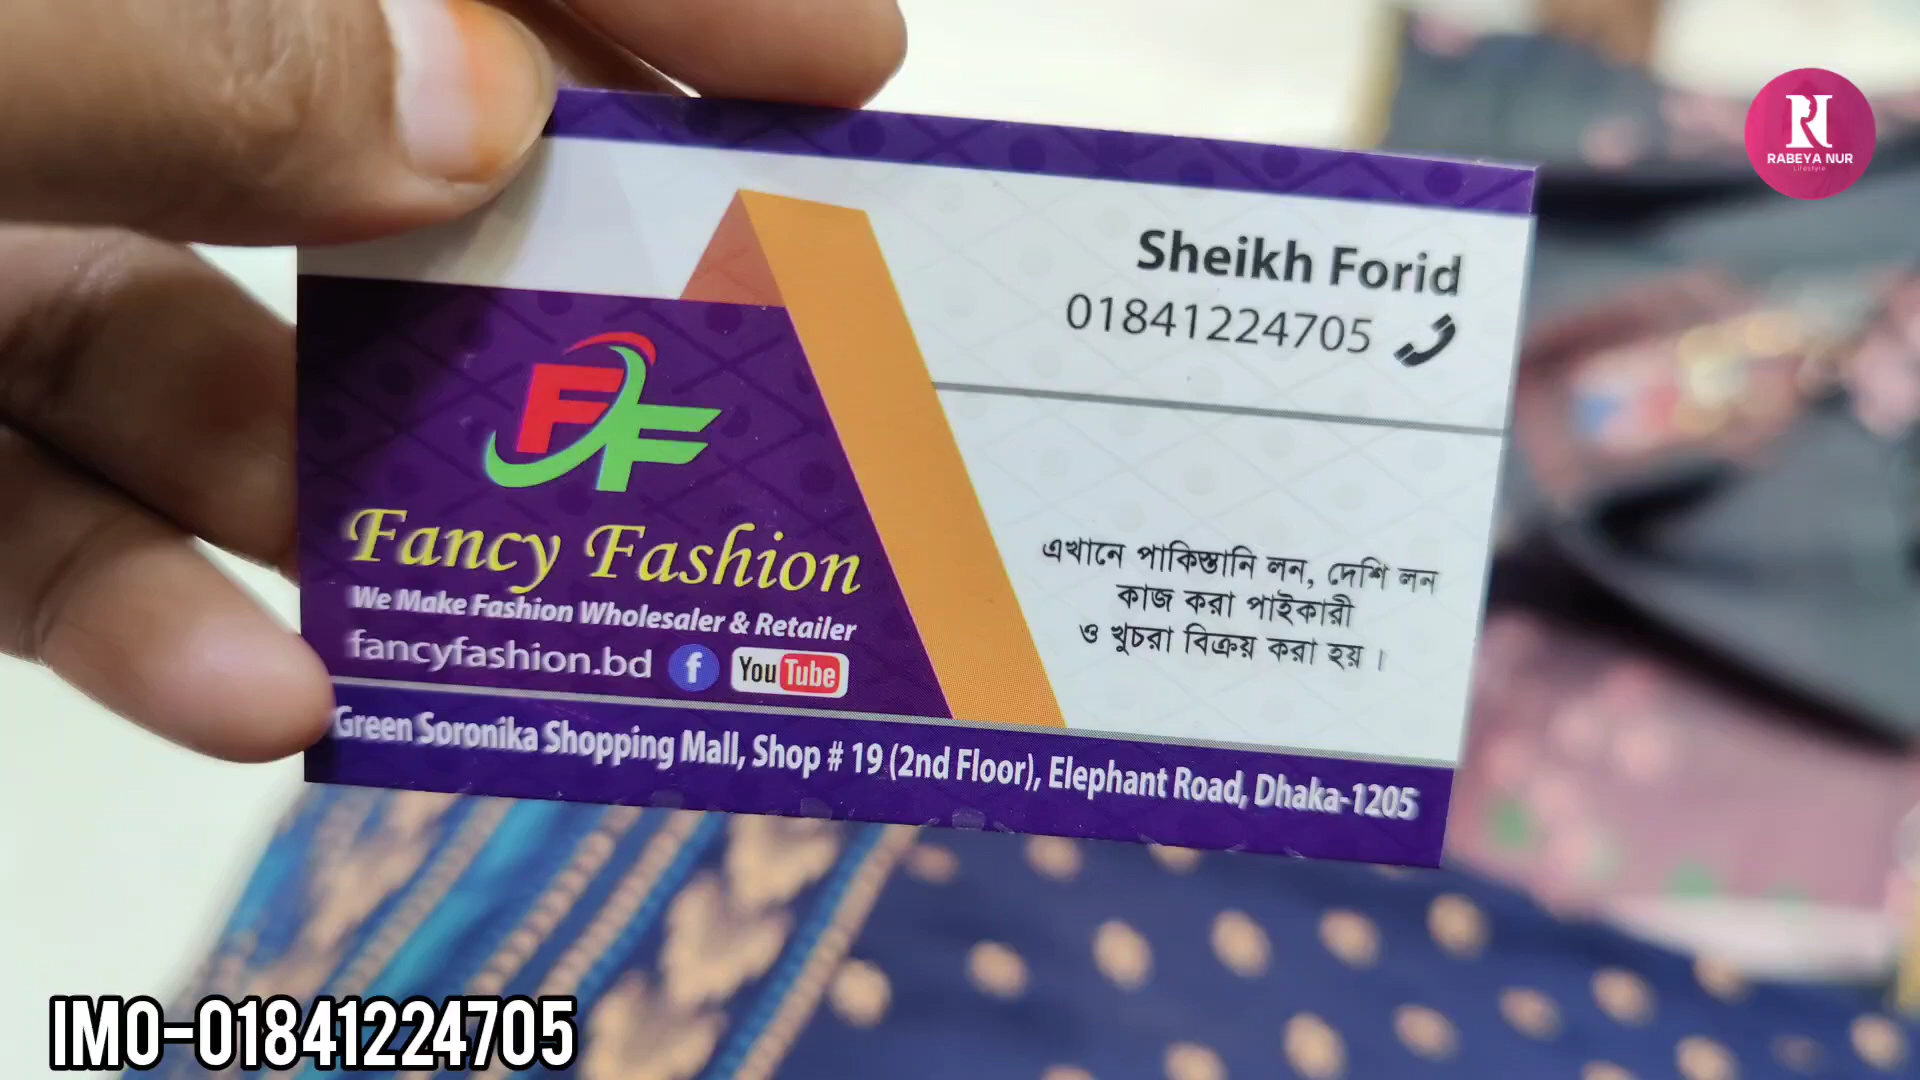 RN
RABEYA NUR
Lifestyle
Sheikh Forid
01841224705
FF
Fancy Fashion
We Make Fashion Wholesaler & Retailer
fancyfashion.bd f YouTube
এখানে পাকিস্তানি লন, দেশি লন
কাজ করা পাইকারী
ও খুচরা বিক্রয় করা হয়।
Green Soronika Shopping Mall, Shop # 19 (2nd Floor), Elephant Road, Dhaka-1205
IMO-01841224705